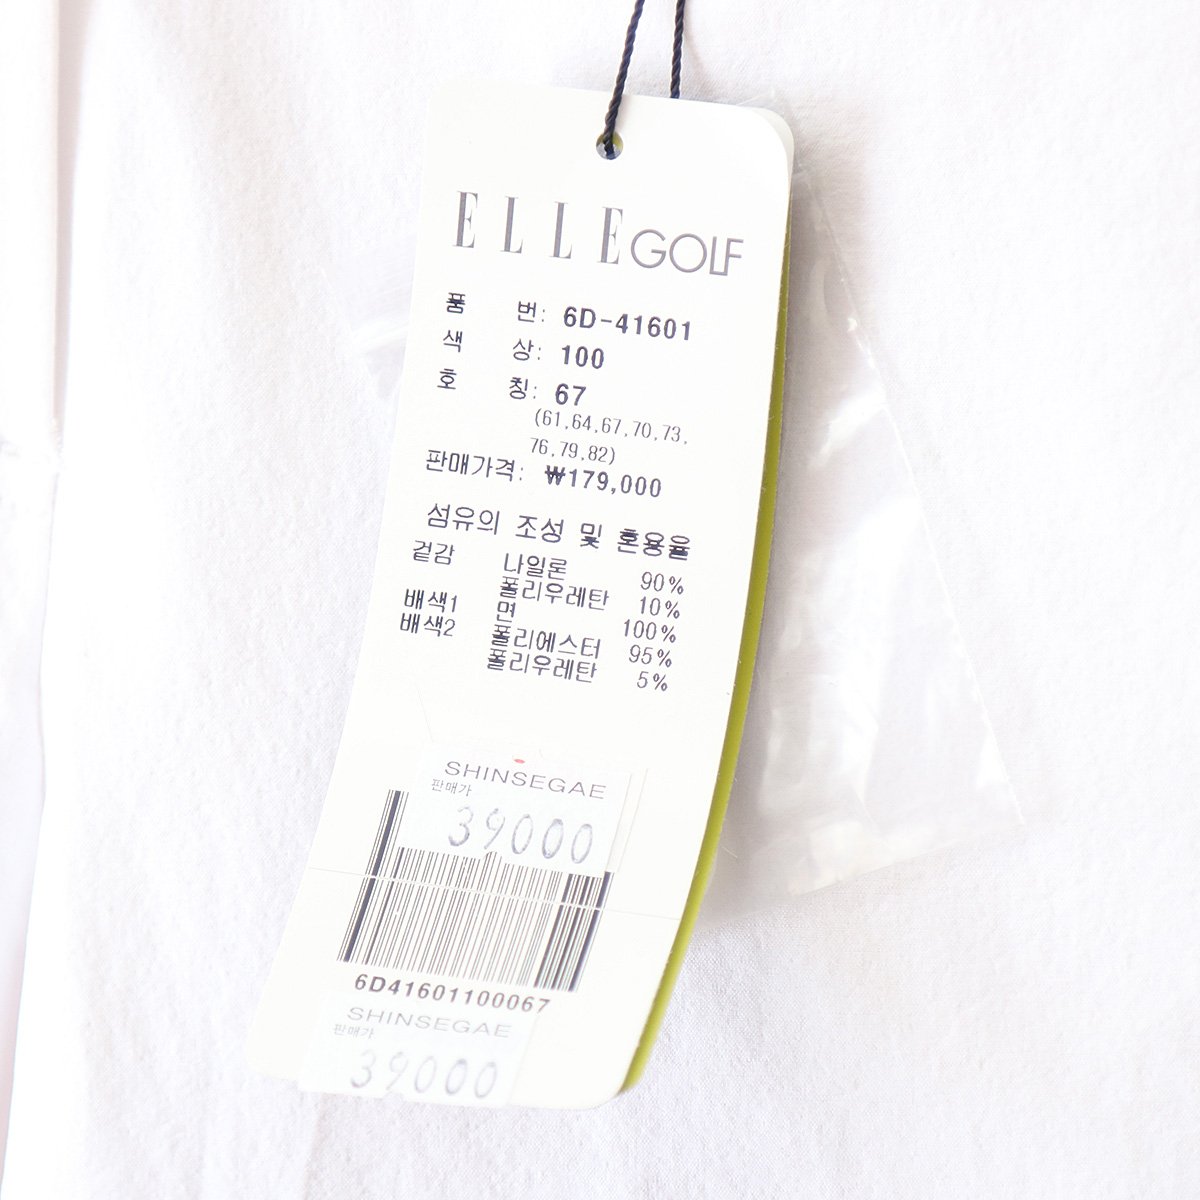 ELLE GOLF
품 번: 6D-41601
색 상: 100
호 칭: 67
(61,64,67,70,73,
76,79,82)
판매가격: ₩179,000
섬유의 조성 및 혼용율
겉감 나일론 90%
폴리우레탄 10%
배색1 면 100%
배색2 폴리에스터 95%
폴리우레탄 5%
SHINSEGAE
판매가
39000
6D41601100067
SHINSEGAE
판매가
39000